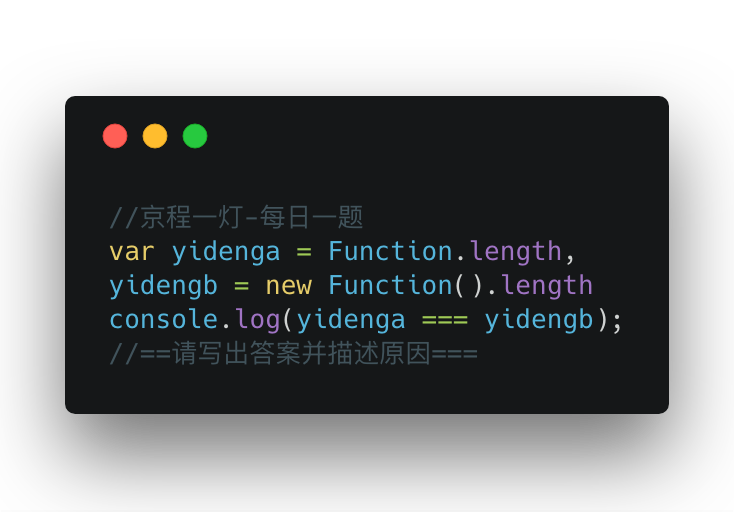 //京程一灯-每日一题
var yidenga = Function.length,
yidengb = new Function().length
console.log(yidenga === yidengb);
//==请写出答案并描述原因===